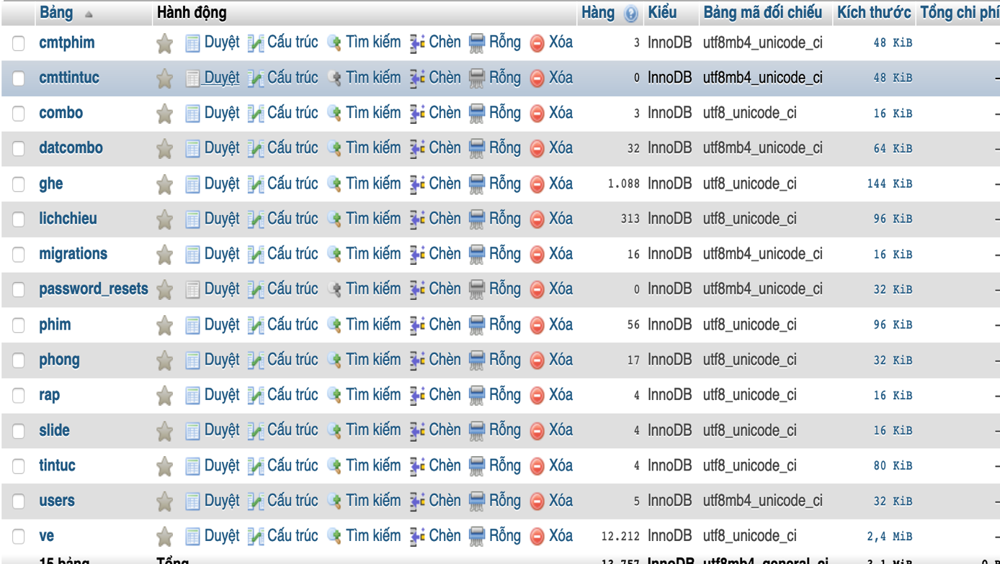 Bảng Hành động Hàng Kiểu Bảng mã đối chiếu Kích thước Tổng chi phí
cmtphim Duyệt Cấu trúc Tìm kiếm Chèn Rỗng Xóa 3 InnoDB utf8mb4_unicode_ci 48 KiB -
cmttintuc Duyệt Cấu trúc Tìm kiếm Chèn Rỗng Xóa 0 InnoDB utf8mb4_unicode_ci 48 KiB -
combo Duyệt Cấu trúc Tìm kiếm Chèn Rỗng Xóa 3 InnoDB utf8_unicode_ci 16 KiB -
datcombo Duyệt Cấu trúc Tìm kiếm Chèn Rỗng Xóa 32 InnoDB utf8mb4_unicode_ci 64 KiB -
ghe Duyệt Cấu trúc Tìm kiếm Chèn Rỗng Xóa 1.088 InnoDB utf8_unicode_ci 144 KiB -
lichchieu Duyệt Cấu trúc Tìm kiếm Chèn Rỗng Xóa 313 InnoDB utf8_unicode_ci 96 KiB -
migrations Duyệt Cấu trúc Tìm kiếm Chèn Rỗng Xóa 16 InnoDB utf8mb4_unicode_ci 16 KiB -
password_resets Duyệt Cấu trúc Tìm kiếm Chèn Rỗng Xóa 0 InnoDB utf8mb4_unicode_ci 32 KiB -
phim Duyệt Cấu trúc Tìm kiếm Chèn Rỗng Xóa 56 InnoDB utf8_unicode_ci 96 KiB -
phong Duyệt Cấu trúc Tìm kiếm Chèn Rỗng Xóa 17 InnoDB utf8_unicode_ci 32 KiB -
rap Duyệt Cấu trúc Tìm kiếm Chèn Rỗng Xóa 4 InnoDB utf8_unicode_ci 16 KiB -
slide Duyệt Cấu trúc Tìm kiếm Chèn Rỗng Xóa 4 InnoDB utf8_unicode_ci 16 KiB -
tintuc Duyệt Cấu trúc Tìm kiếm Chèn Rỗng Xóa 4 InnoDB utf8_unicode_ci 80 KiB -
users Duyệt Cấu trúc Tìm kiếm Chèn Rỗng Xóa 5 InnoDB utf8mb4_unicode_ci 32 KiB -
ve Duyệt Cấu trúc Tìm kiếm Chèn Rỗng Xóa 12.212 InnoDB utf8_unicode_ci 2,4 MiB -
15 bảng Tổng 13.757 InnoDB utf8mb4_general_ci 3,1 MiB 0